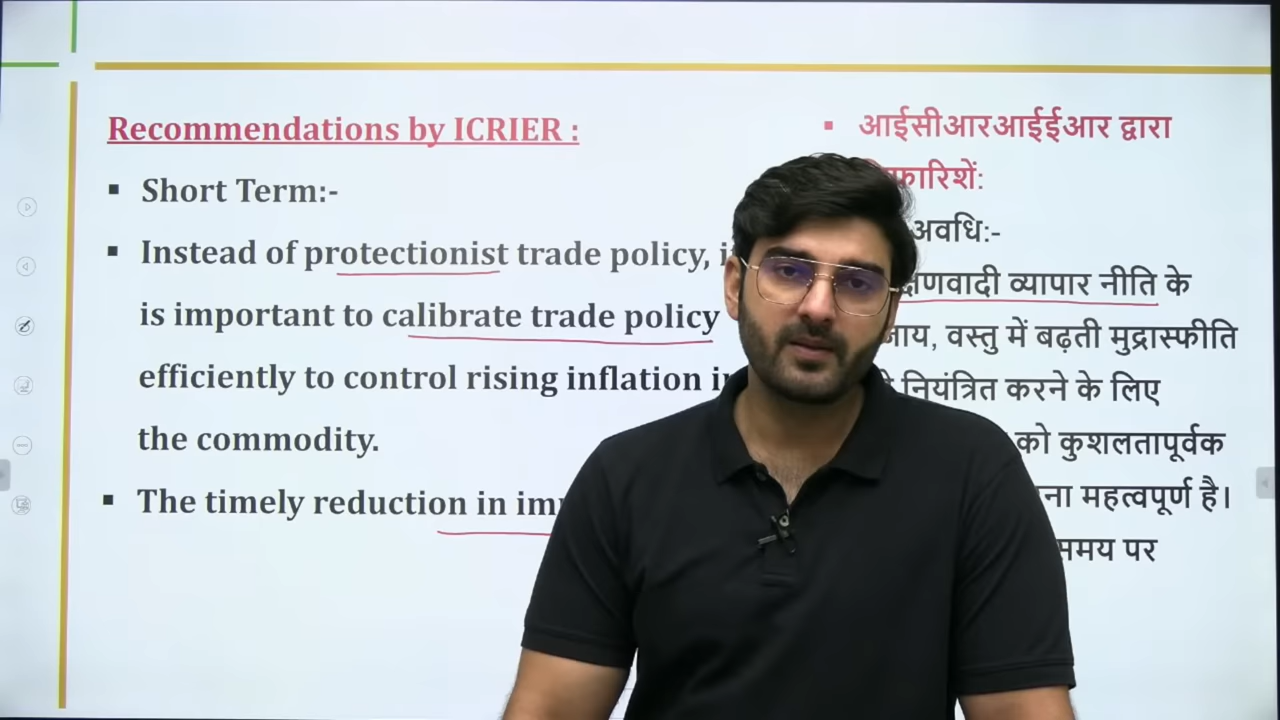 Recommendations by ICRIER :
▪ Short Term:-
▪ Instead of protectionist trade policy,
is important to calibrate trade policy
efficiently to control rising inflation
the commodity.
▪ The timely reduction in
▪ आईसीआरआईईआर द्वारा
अवधि:-
व्यापार नीति के
वस्तु में बढ़ती मुद्रास्फीति
नियंत्रित करने के लिए
को कुशलतापूर्वक
महत्वपूर्ण है।
समय पर